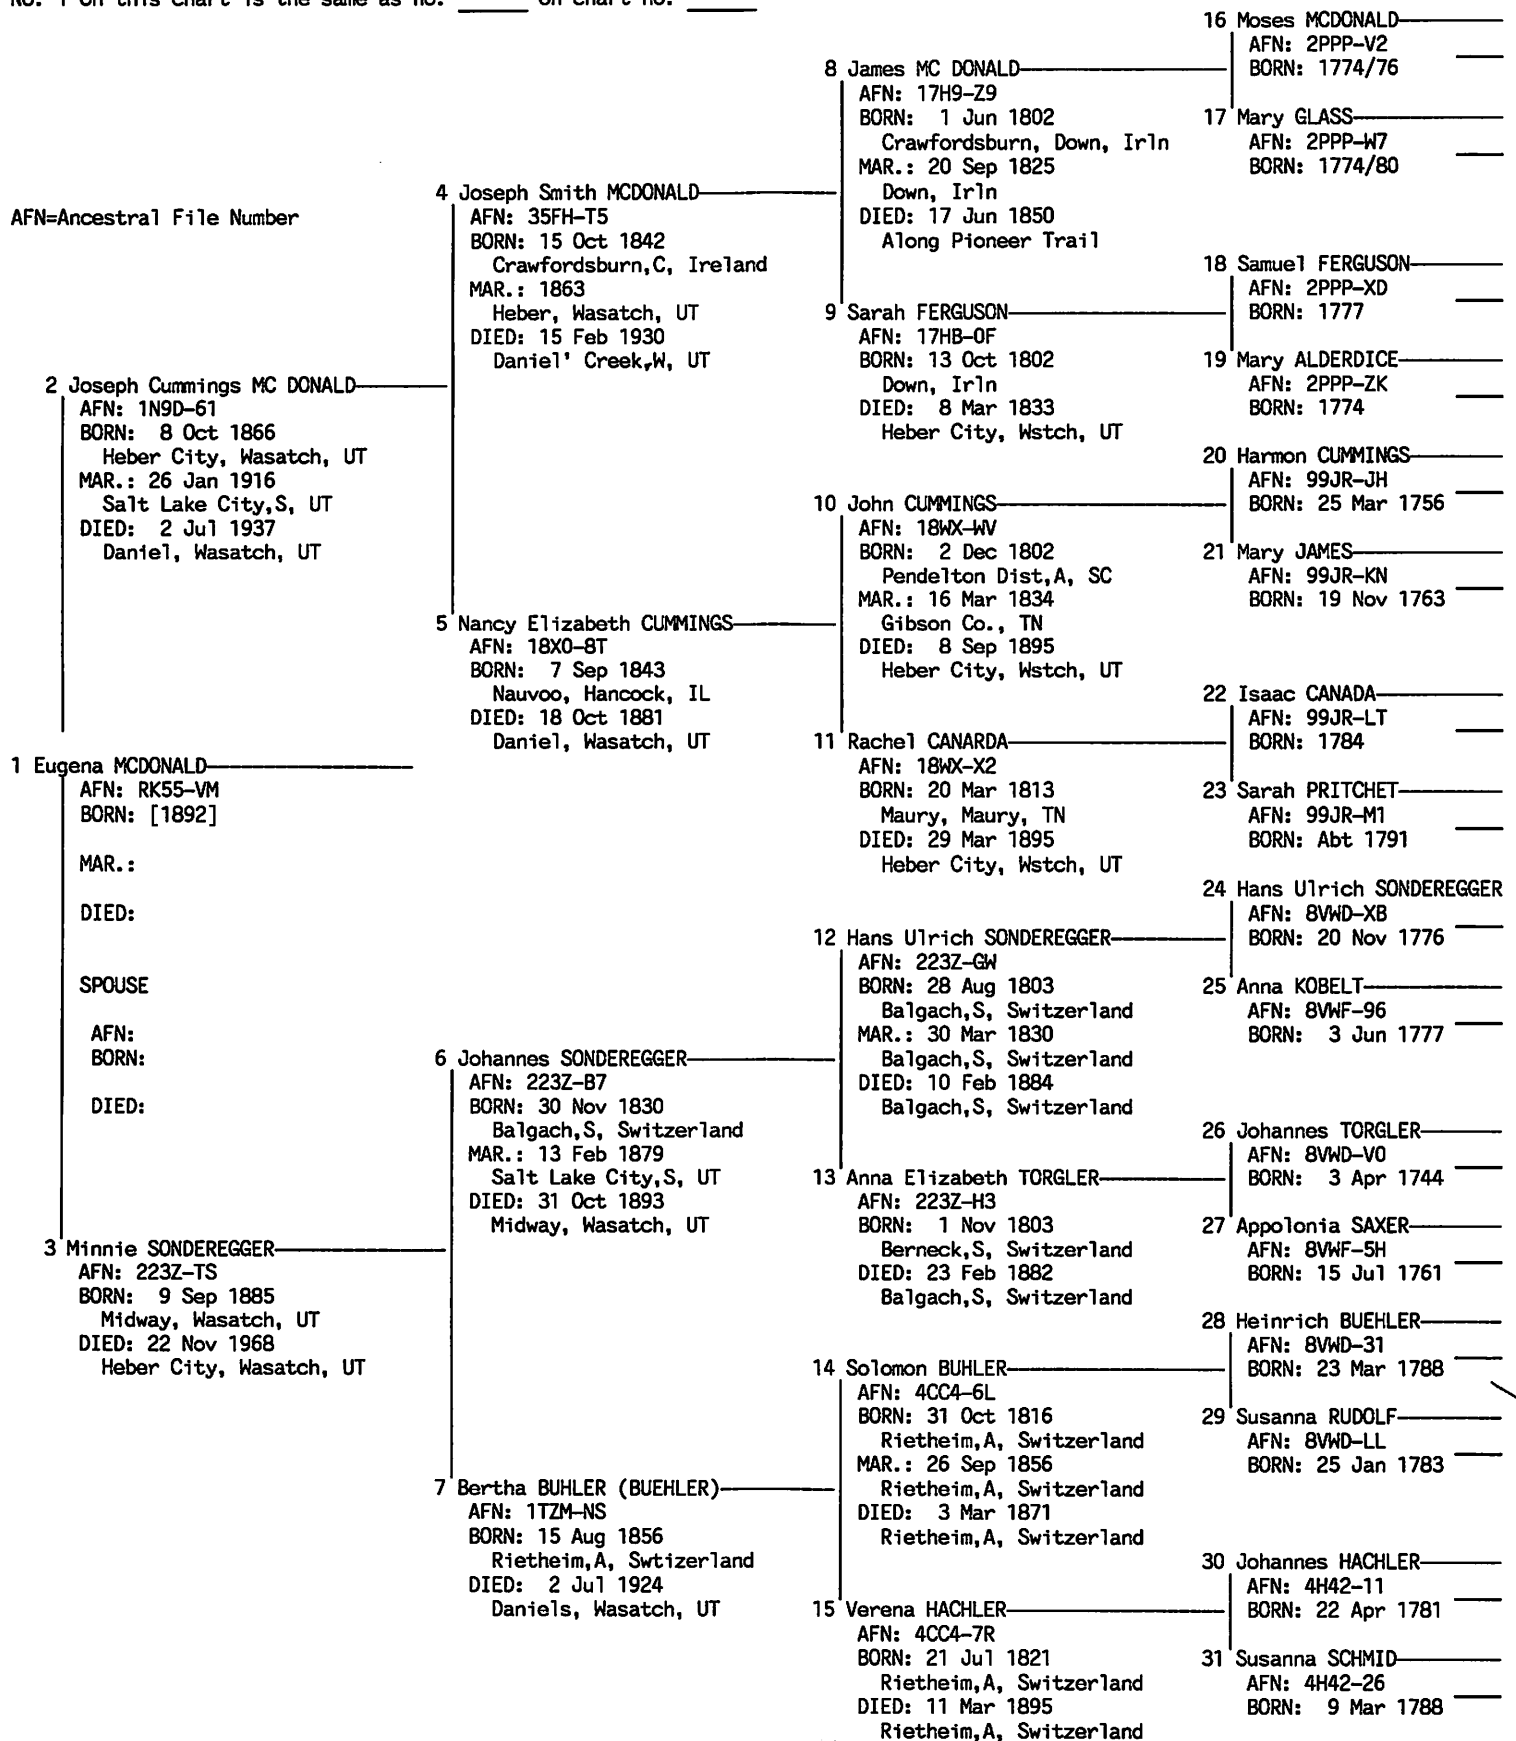 16 Moses MCDONALD
AFN: 2PPP-V2
BORN: 1774/76
8 James MC DONALD
AFN: 17H9-Z9
BORN: 1 Jun 1802
Crawfordsburn, Down, Irln
MAR.: 20 Sep 1825
Down, Irln
DIED: 17 Jun 1850
Along Pioneer Trail
17 Mary GLASS
AFN: 2PPP-W7
BORN: 1774/80
4 Joseph Smith MCDONALD
AFN: 35FH-T5
BORN: 15 Oct 1842
Crawfordsburn,C, Ireland
MAR.: 1863
Heber, Wasatch, UT
DIED: 15 Feb 1930
Daniel' Creek,W, UT
AFN=Ancestral File Number
18 Samuel FERGUSON
AFN: 2PPP-XD
BORN: 1777
9 Sarah FERGUSON
AFN: 17HB-0F
BORN: 13 Oct 1802
Down, Irln
DIED: 8 Mar 1833
Heber City, Wstch, UT
19 Mary ALDERDICE
AFN: 2PPP-ZK
BORN: 1774
2 Joseph Cummings MC DONALD
AFN: 1N9D-61
BORN: 8 Oct 1866
Heber City, Wasatch, UT
MAR.: 26 Jan 1916
Salt Lake City,S, UT
DIED: 2 Jul 1937
Daniel, Wasatch, UT
20 Harmon CUMMINGS
AFN: 99JR-JH
BORN: 25 Mar 1756
10 John CUMMINGS
AFN: 18WX-WV
BORN: 2 Dec 1802
Pendelton Dist,A, SC
MAR.: 16 Mar 1834
Gibson Co., TN
DIED: 8 Sep 1895
Heber City, Wstch, UT
21 Mary JAMES
AFN: 99JR-KN
BORN: 19 Nov 1763
5 Nancy Elizabeth CUMMINGS
AFN: 18X0-8T
BORN: 7 Sep 1843
Nauvoo, Hancock, IL
DIED: 18 Oct 1881
Daniel, Wasatch, UT
22 Isaac CANADA
AFN: 99JR-LT
BORN: 1784
11 Rachel CANARDA
AFN: 18WX-X2
BORN: 20 Mar 1813
Maury, Maury, TN
DIED: 29 Mar 1895
Heber City, Wstch, UT
23 Sarah PRITCHET
AFN: 99JR-M1
BORN: Abt 1791
1 Eugena MCDONALD
AFN: RK55-VM
BORN: [1892]
MAR.:
DIED:
SPOUSE
AFN:
BORN:
DIED:
24 Hans Ulrich SONDEREGGER
AFN: 8VWD-XB
BORN: 20 Nov 1776
12 Hans Ulrich SONDEREGGER
AFN: 223Z-GW
BORN: 28 Aug 1803
Balgach,S, Switzerland
MAR.: 30 Mar 1830
Balgach,S, Switzerland
DIED: 10 Feb 1884
Balgach,S, Switzerland
25 Anna KOBELT
AFN: 8VWF-96
BORN: 3 Jun 1777
6 Johannes SONDEREGGER
AFN: 223Z-B7
BORN: 30 Nov 1830
Balgach,S, Switzerland
MAR.: 13 Feb 1879
Salt Lake City,S, UT
DIED: 31 Oct 1893
Midway, Wasatch, UT
26 Johannes TORGLER
AFN: 8VWD-V0
BORN: 3 Apr 1744
13 Anna Elizabeth TORGLER
AFN: 223Z-H3
BORN: 1 Nov 1803
Berneck,S, Switzerland
DIED: 23 Feb 1882
Balgach,S, Switzerland
27 Appolonia SAXER
AFN: 8VWF-5H
BORN: 15 Jul 1761
3 Minnie SONDEREGGER
AFN: 223Z-TS
BORN: 9 Sep 1885
Midway, Wasatch, UT
DIED: 22 Nov 1968
Heber City, Wasatch, UT
28 Heinrich BUEHLER
AFN: 8VWD-31
BORN: 23 Mar 1788
14 Solomon BUHLER
AFN: 4CC4-6L
BORN: 31 Oct 1816
Rietheim,A, Switzerland
MAR.: 26 Sep 1856
Rietheim,A, Switzerland
DIED: 3 Mar 1871
Rietheim,A, Switzerland
29 Susanna RUDOLF
AFN: 8VWD-LL
BORN: 25 Jan 1783
7 Bertha BUHLER (BUEHLER)
AFN: 1TZM-NS
BORN: 15 Aug 1856
Rietheim,A, Swtizerland
DIED: 2 Jul 1924
Daniels, Wasatch, UT
30 Johannes HACHLER
AFN: 4H42-11
BORN: 22 Apr 1781
15 Verena HACHLER
AFN: 4CC4-7R
BORN: 21 Jul 1821
Rietheim,A, Switzerland
DIED: 11 Mar 1895
Rietheim,A, Switzerland
31 Susanna SCHMID
AFN: 4H42-26
BORN: 9 Mar 1788